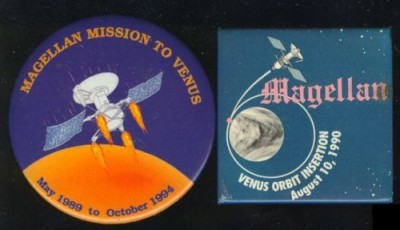 MAGELLAN MISSION TO VENUS
May 1989 to October 1994
Magellan
VENUS ORBIT INSERTION
August 10, 1990